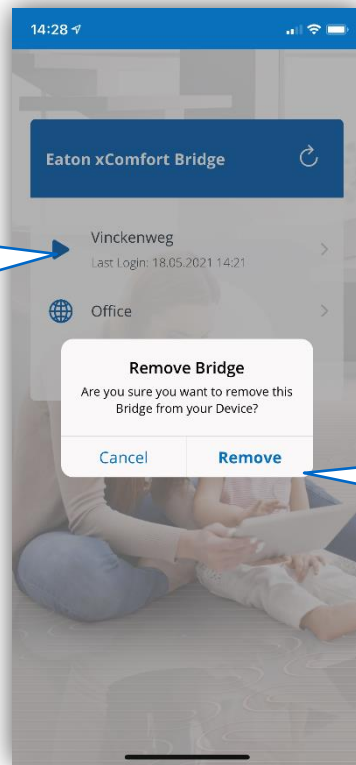 14:28
Eaton xComfort Bridge
Vinckenweg
Last Login: 18.05.2021 14:21
Office
Remove Bridge
Are you sure you want to remove this
Bridge from your Device?
Cancel Remove